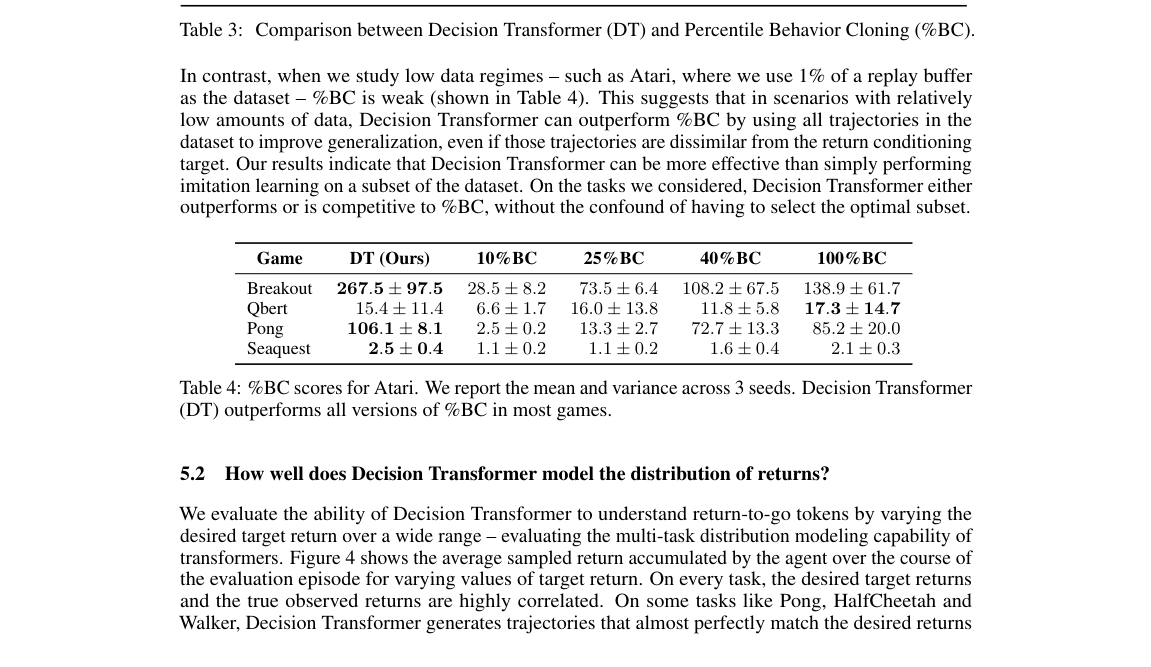 Table 3: Comparison between Decision Transformer (DT) and Percentile Behavior Cloning (%BC).
In contrast, when we study low data regimes – such as Atari, where we use 1% of a replay buffer
as the dataset – %BC is weak (shown in Table 4). This suggests that in scenarios with relatively
low amounts of data, Decision Transformer can outperform %BC by using all trajectories in the
dataset to improve generalization, even if those trajectories are dissimilar from the return conditioning
target. Our results indicate that Decision Transformer can be more effective than simply performing
imitation learning on a subset of the dataset. On the tasks we considered, Decision Transformer either
outperforms or is competitive to %BC, without the confound of having to select the optimal subset.
Game DT (Ours) 10%BC 25%BC 40%BC 100%BC
Breakout 267.5 ± 97.5 28.5 ± 8.2 73.5 ± 6.4 108.2 ± 67.5 138.9 ± 61.7
Qbert 15.4 ± 11.4 6.6 ± 1.7 16.0 ± 13.8 11.8 ± 5.8 17.3 ± 14.7
Pong 106.1 ± 8.1 2.5 ± 0.2 13.3 ± 2.7 72.7 ± 13.3 85.2 ± 20.0
Seaquest 2.5 ± 0.4 1.1 ± 0.2 1.1 ± 0.2 1.6 ± 0.4 2.1 ± 0.3
Table 4: %BC scores for Atari. We report the mean and variance across 3 seeds. Decision Transformer
(DT) outperforms all versions of %BC in most games.
5.2 How well does Decision Transformer model the distribution of returns?
We evaluate the ability of Decision Transformer to understand return-to-go tokens by varying the
desired target return over a wide range – evaluating the multi-task distribution modeling capability of
transformers. Figure 4 shows the average sampled return accumulated by the agent over the course of
the evaluation episode for varying values of target return. On every task, the desired target returns
and the true observed returns are highly correlated. On some tasks like Pong, HalfCheetah and
Walker, Decision Transformer generates trajectories that almost perfectly match the desired returns